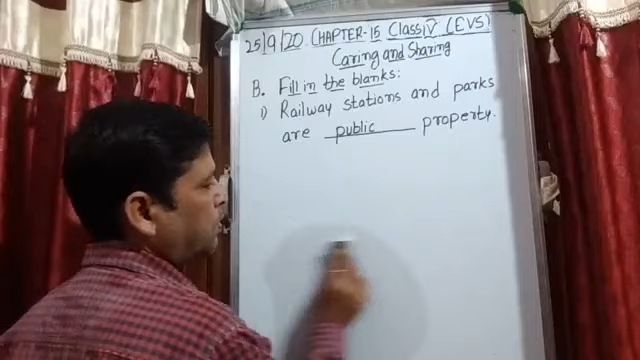 25/9/20. CHAPTER-15 Class IV (EVS)
Caring and Sharing
B. Fill in the blanks:
1) Railway stations and parks
are public property.